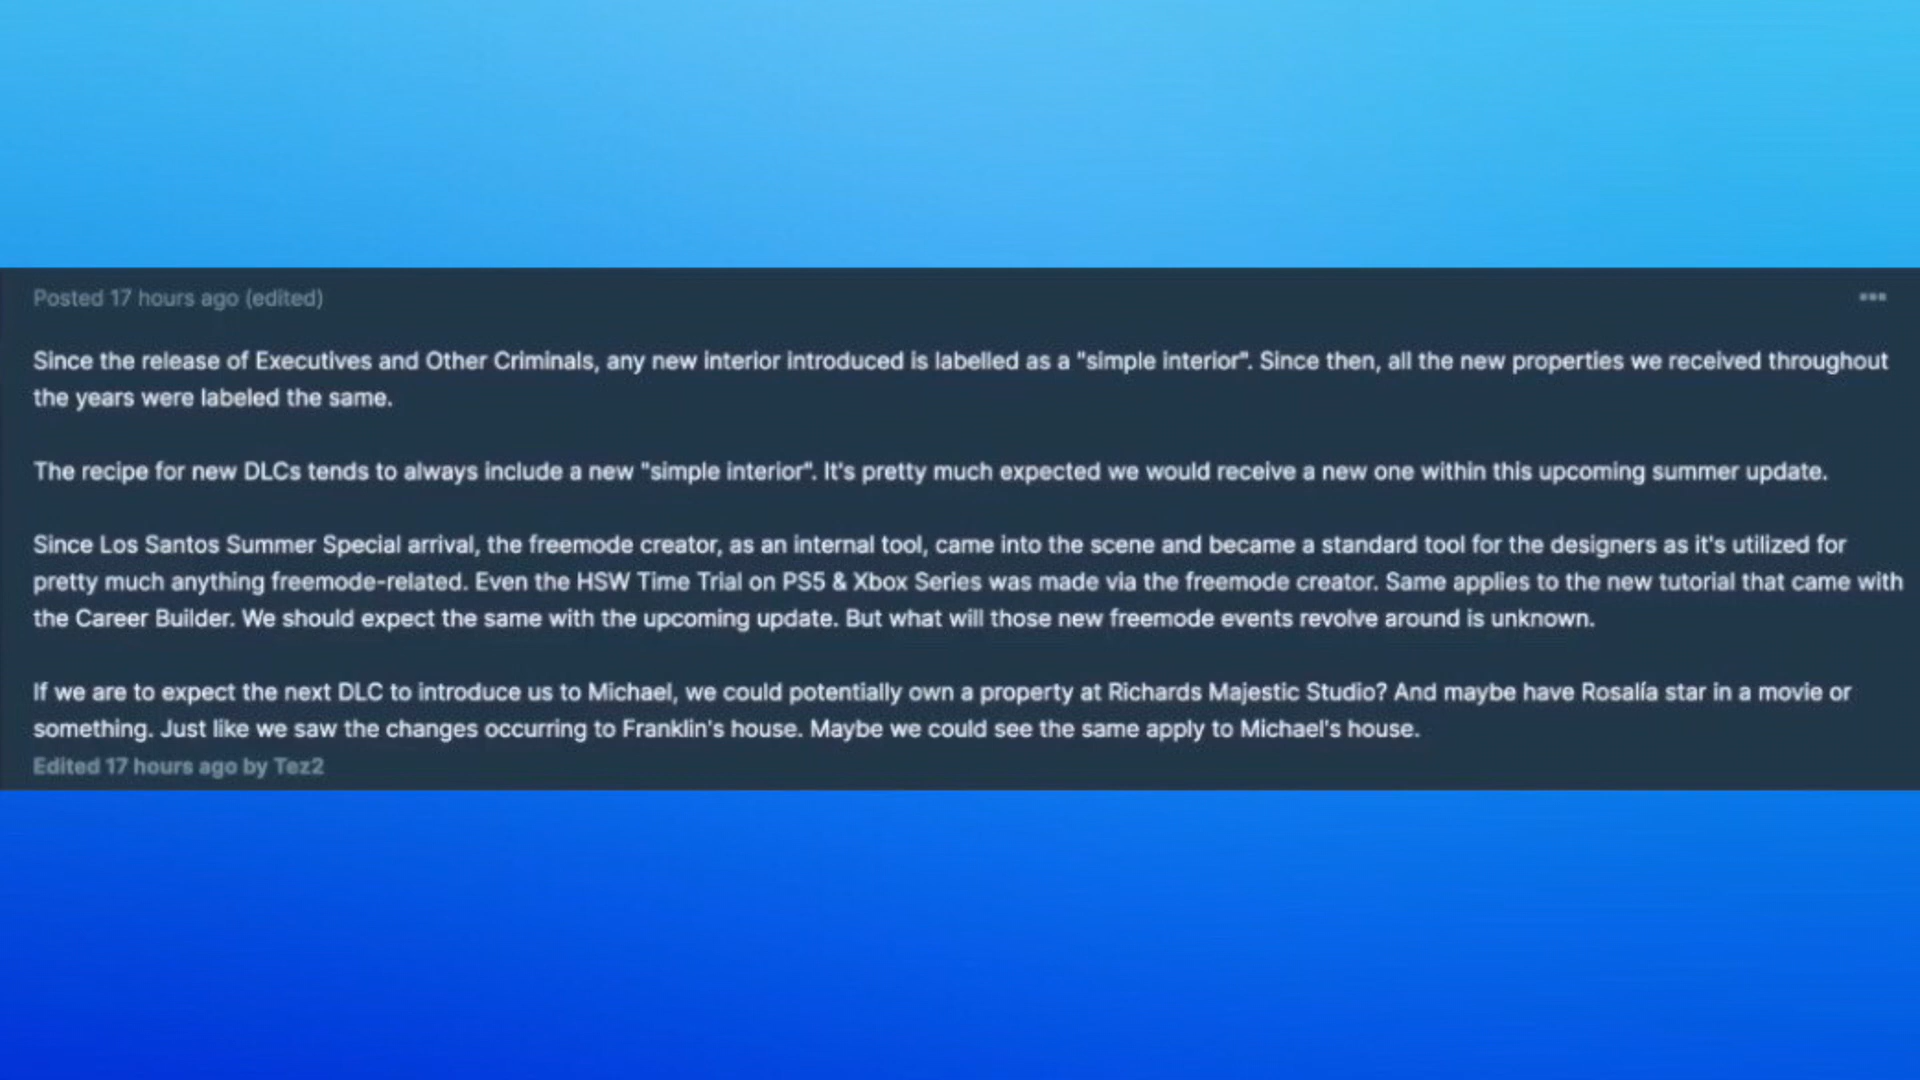 Posted 17 hours ago (edited)
Since the release of Executives and Other Criminals, any new interior introduced is labelled as a "simple interior". Since then, all the new properties we received throughout
the years were labeled the same.
The recipe for new DLCs tends to always include a new "simple interior". It's pretty much expected we would receive a new one within this upcoming summer update.
Since Los Santos Summer Special arrival, the freemode creator, as an internal tool, came into the scene and became a standard tool for the designers as it's utilized for
pretty much anything freemode-related. Even the HSW Time Trial on PS5 & Xbox Series was made via the freemode creator. Same applies to the new tutorial that came with
the Career Builder. We should expect the same with the upcoming update. But what will those new freemode events revolve around is unknown.
If we are to expect the next DLC to introduce us to Michael, we could potentially own a property at Richards Majestic Studio? And maybe have Rosalía star in a movie or
something. Just like we saw the changes occurring to Franklin's house. Maybe we could see the same apply to Michael's house.
Edited 17 hours ago by Tez2